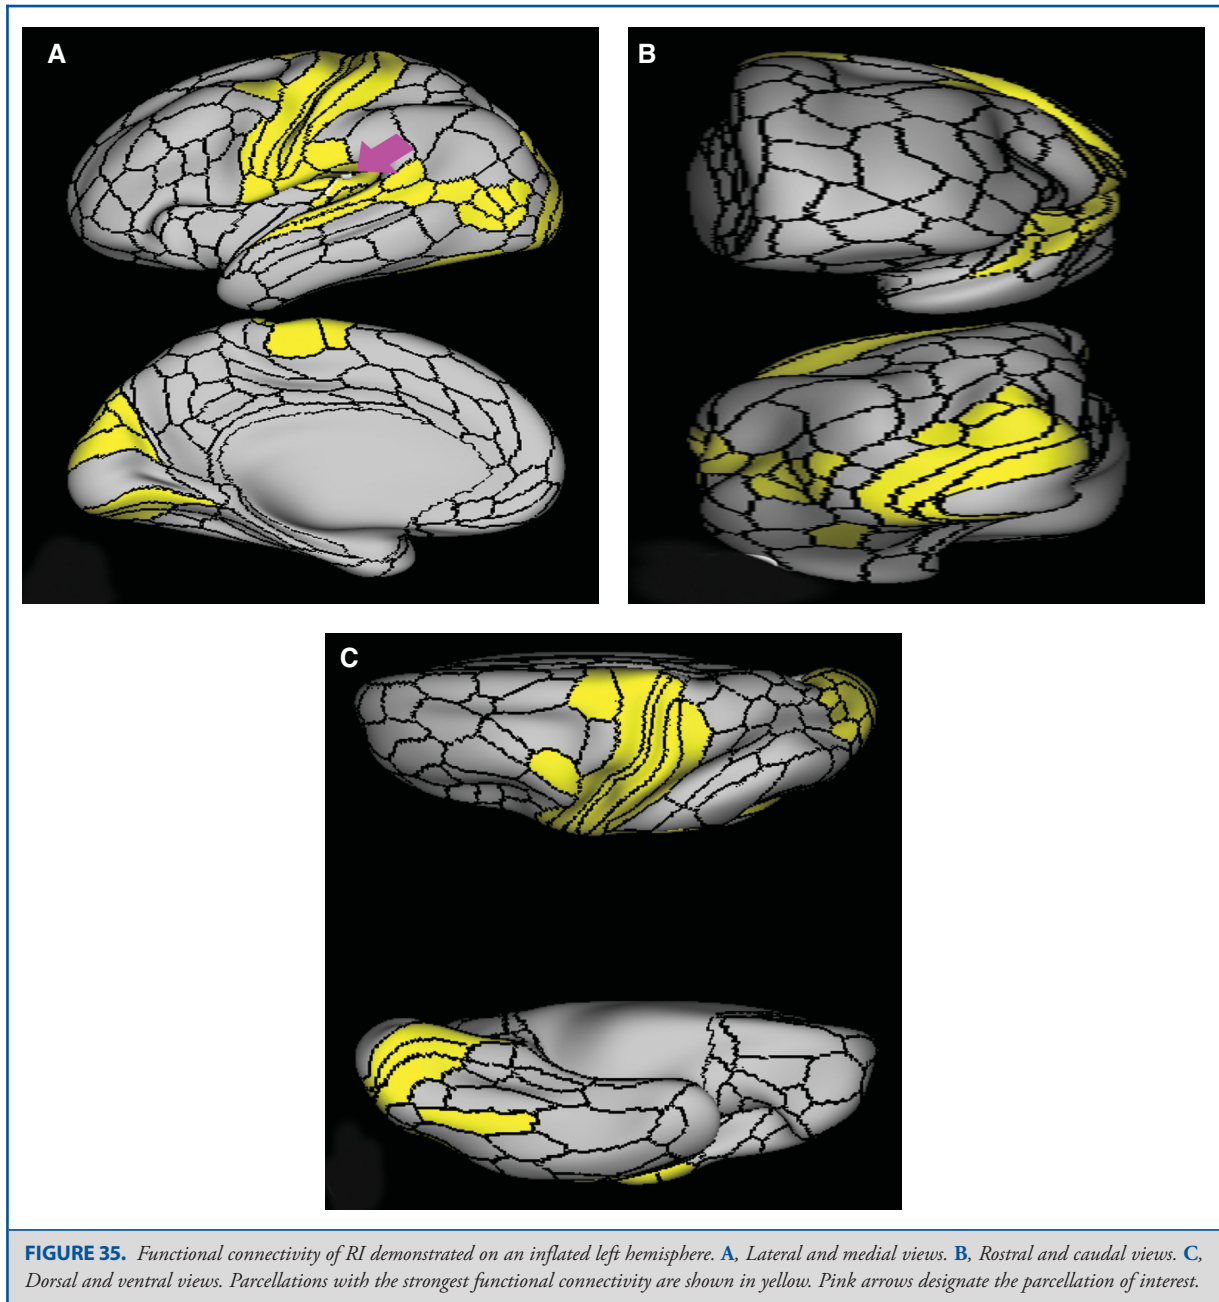 A
B
C
FIGURE 35. Functional connectivity of RI demonstrated on an inflated left hemisphere. A, Lateral and medial views. B, Rostral and caudal views. C,
Dorsal and ventral views. Parcellations with the strongest functional connectivity are shown in yellow. Pink arrows designate the parcellation of interest.